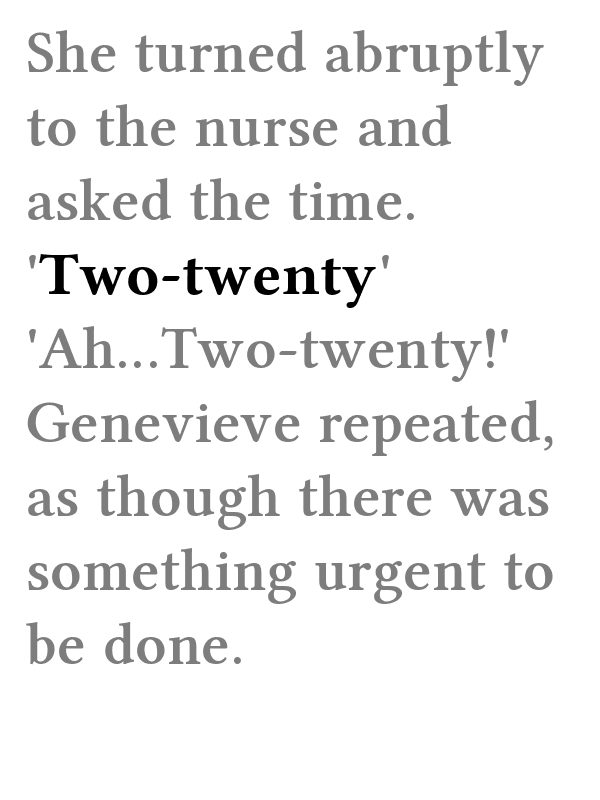 She turned abruptly
to the nurse and
asked the time.
'Two-twenty'
'Ah...Two-twenty!'
Genevieve repeated,
as though there was
something urgent to
be done.